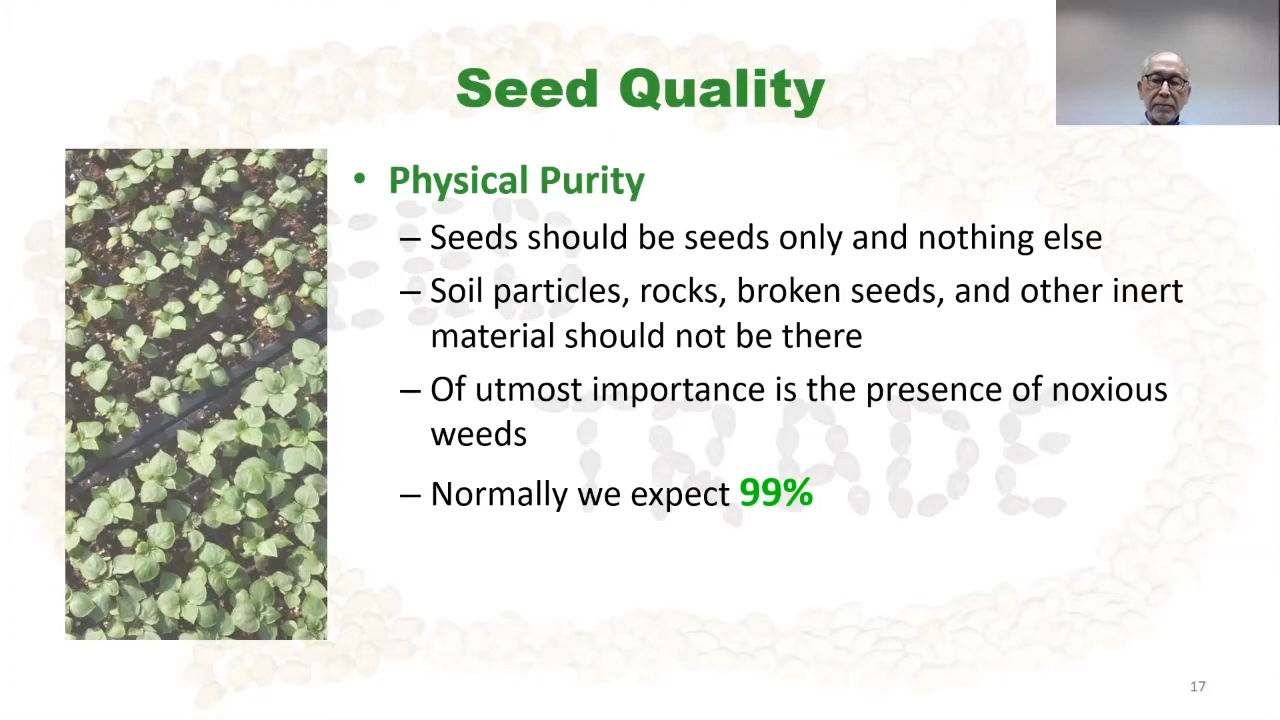 Seed Quality
• Physical Purity
– Seeds should be seeds only and nothing else
– Soil particles, rocks, broken seeds, and other inert
material should not be there
– Of utmost importance is the presence of noxious
weeds
– Normally we expect 99%
TRADE
17